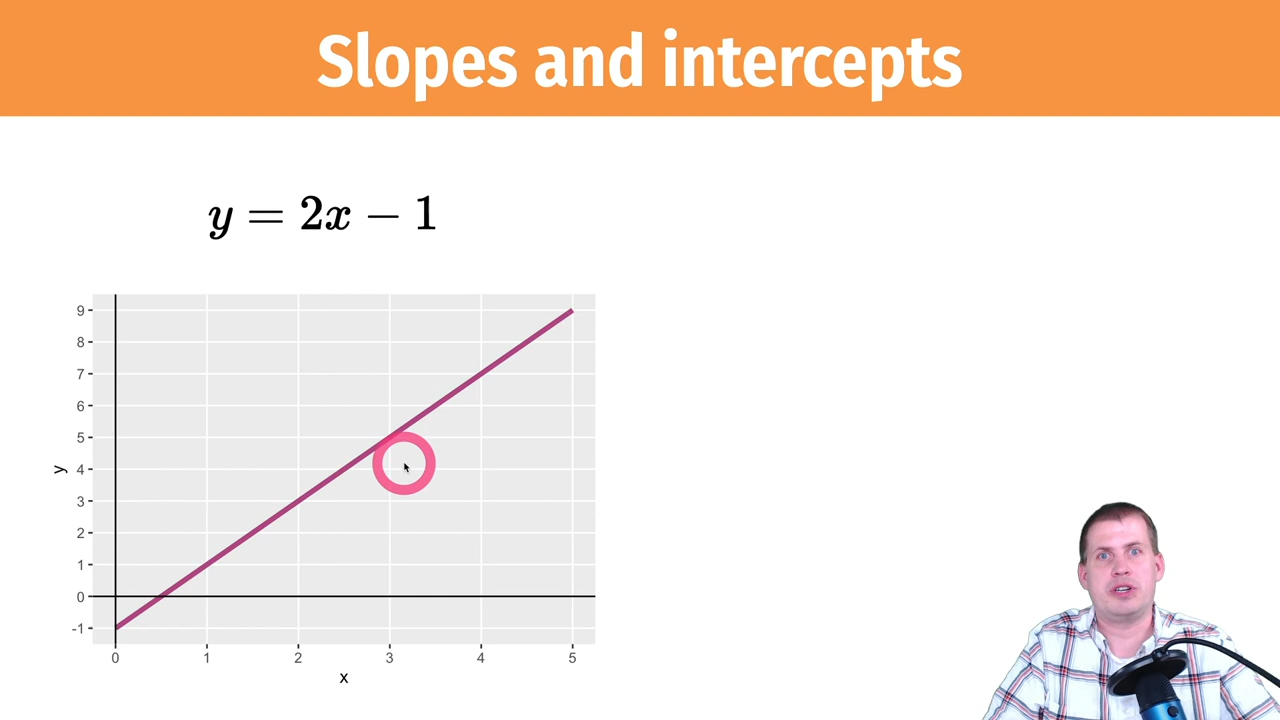 Slopes and intercepts
y = 2x − 1
9
8
7
6
5
4
3
2
1
0
-1
y
0 1 2 3 4 5
x